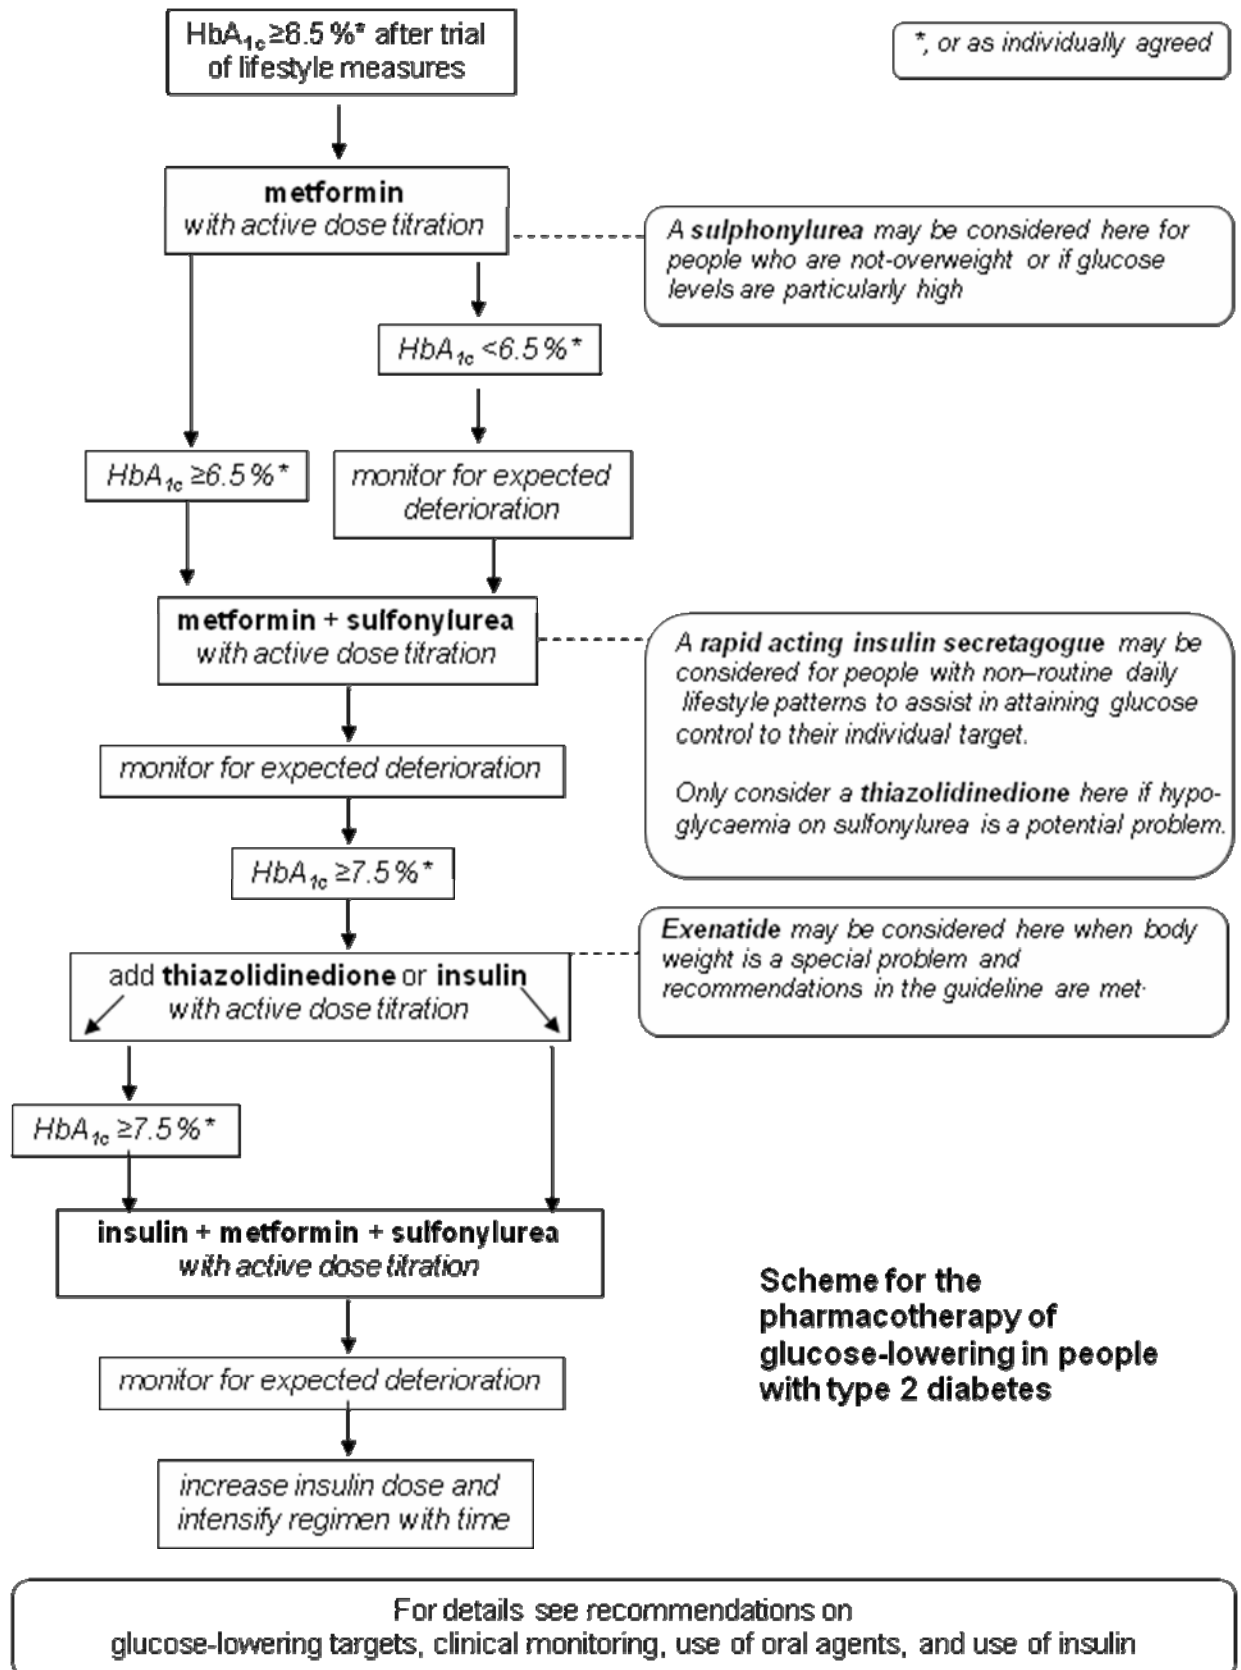 HbA1c ≥6.5%* after trial
of lifestyle measures
*, or as individually agreed
metformin
with active dose titration
A sulphonylurea may be considered here for
people who are not-overweight or if glucose
levels are particularly high
HbA1c <6.5%*
HbA1c ≥6.5%*
monitor for expected
deterioration
metformin + sulfonylurea
with active dose titration
A rapid acting insulin secretagogue may be
considered for people with non–routine daily
lifestyle patterns to assist in attaining glucose
control to their individual target.
Only consider a thiazolidinedione here if hypo-
glycaemia on sulfonylurea is a potential problem.
monitor for expected deterioration
HbA1c ≥7.5%*
Exenatide may be considered here when body
weight is a special problem and
recommendations in the guideline are met.
add thiazolidinedione or insulin
with active dose titration
HbA1c ≥7.5%*
insulin + metformin + sulfonylurea
with active dose titration
Scheme for the
pharmacotherapy of
glucose-lowering in people
with type 2 diabetes
monitor for expected deterioration
increase insulin dose and
intensify regimen with time
For details see recommendations on
glucose-lowering targets, clinical monitoring, use of oral agents, and use of insulin